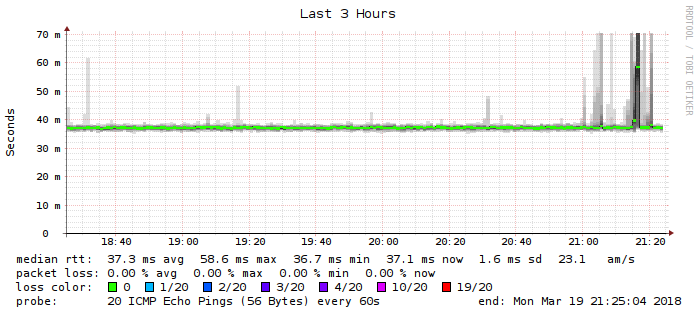 Last 3 Hours
RRDTOOL / TOBI OETIKER
Seconds
70 m
60 m
50 m
40 m
30 m
20 m
10 m
0
18:40 19:00 19:20 19:40 20:00 20:20 20:40 21:00 21:20
median rtt: 37.3 ms avg 58.6 ms max 36.7 ms min 37.1 ms now 1.6 ms sd 23.1 am/s
packet loss: 0.00 % avg 0.00 % max 0.00 % min 0.00 % now
loss color: 0 1/20 2/20 3/20 4/20 10/20 19/20
probe: 20 ICMP Echo Pings (56 Bytes) every 60s end: Mon Mar 19 21:25:04 2018